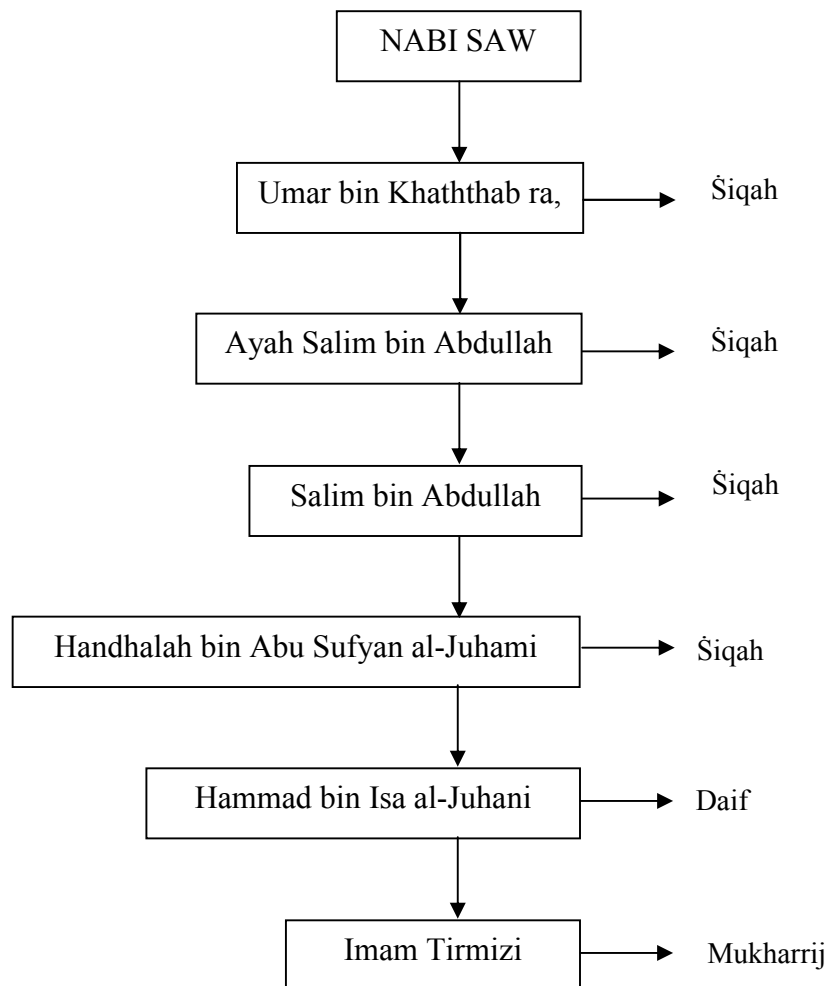 NABI SAW
Umar bin Khaththab ra,
Ṡiqah
Ayah Salim bin Abdullah
Ṡiqah
Salim bin Abdullah
Ṡiqah
Handhalah bin Abu Sufyan al-Juhami
Ṡiqah
Hammad bin Isa al-Juhani
Daif
Imam Tirmizi
Mukharrij